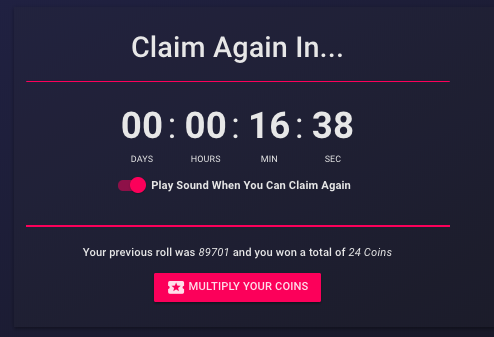 Claim Again In...
00 : 00 : 16 : 38
DAYS HOURS MIN SEC
Play Sound When You Can Claim Again
Your previous roll was 89701 and you won a total of 24 Coins
MULTIPLY YOUR COINS